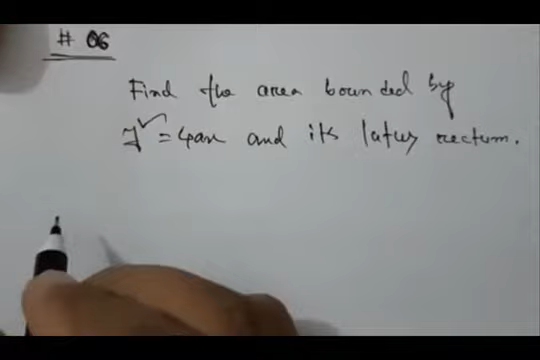 # 06
Find the area bounded by
y² = 4ax and its latus rectum.